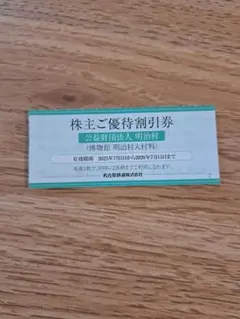 株主ご優待割引券
公益財団法人 明治村
(博物館 明治村入村料)
有効期間 2025年7月15日から2026年7月15日まで
名古屋鉄道株式会社